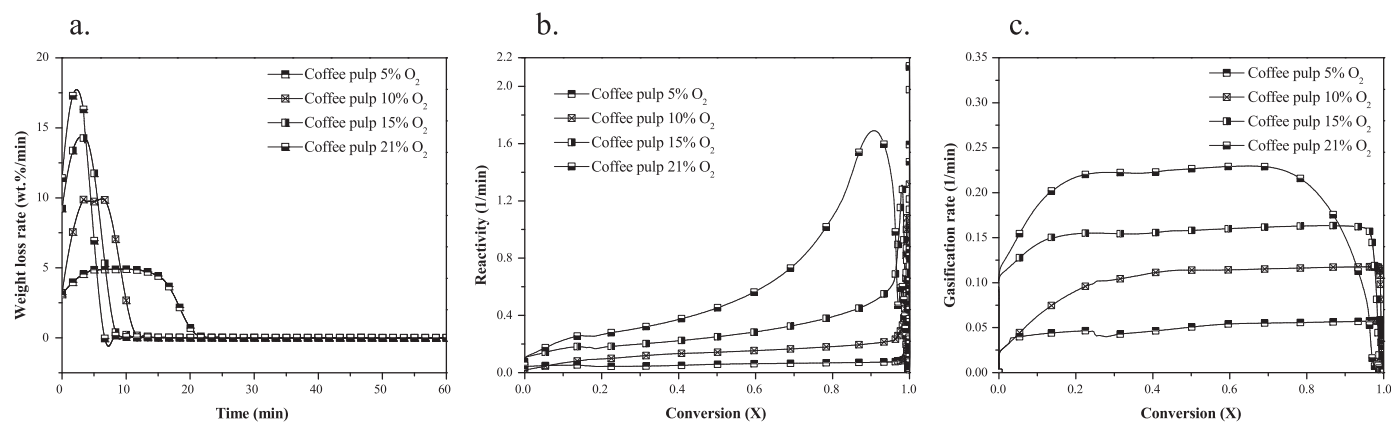 a.
20
15
10
5
0
Weight loss rate (wt.%/min)
Coffee pulp 5% O2
Coffee pulp 10% O2
Coffee pulp 15% O2
Coffee pulp 21% O2
0 10 20 30 40 50 60
Time (min)
b.
2.2
2.0
1.6
1.2
0.8
0.4
0.0
Reactivity (1/min)
Coffee pulp 5% O2
Coffee pulp 10% O2
Coffee pulp 15% O2
Coffee pulp 21% O2
0.0 0.2 0.4 0.6 0.8 1.0
Conversion (X)
c.
0.35
0.30
0.25
0.20
0.15
0.10
0.05
0.00
Gasification rate (1/min)
Coffee pulp 5% O2
Coffee pulp 10% O2
Coffee pulp 15% O2
Coffee pulp 21% O2
0.0 0.2 0.4 0.6 0.8 1.0
Conversion (X)